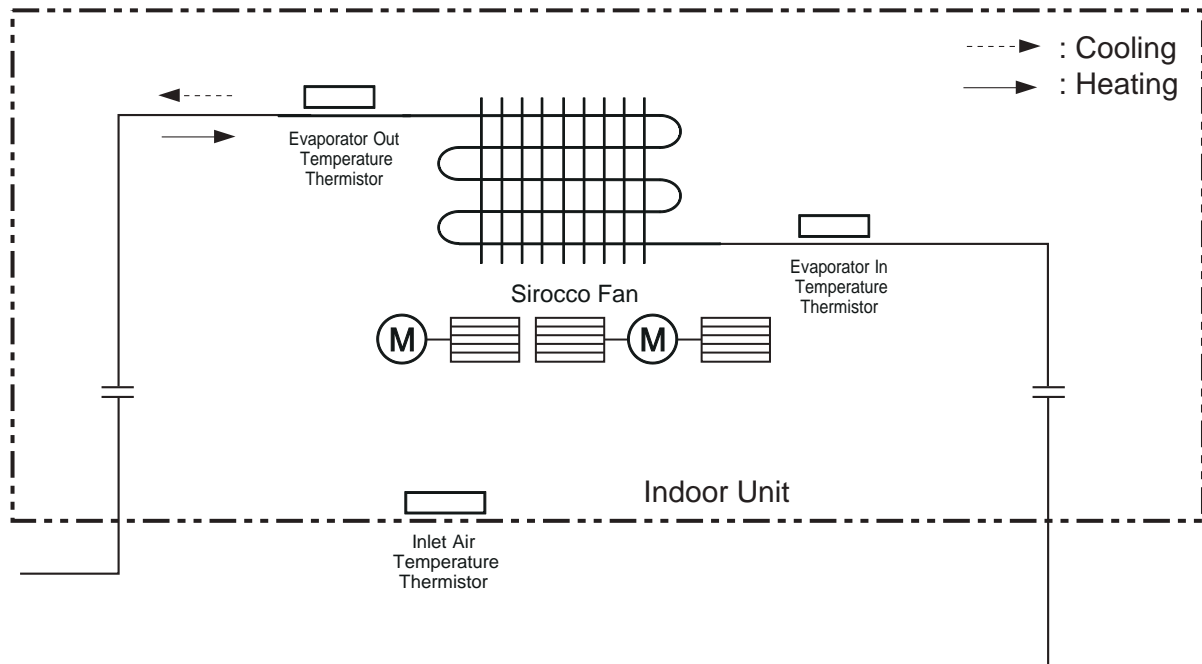 : Cooling
: Heating
Evaporator Out
Temperature
Thermistor
Evaporator In
Temperature
Thermistor
Sirocco Fan
M
M
Indoor Unit
Inlet Air
Temperature
Thermistor